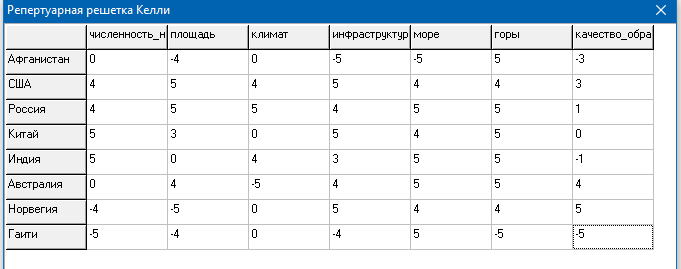 Репертуарная решетка Келли
численность_н площадь климат инфраструктур море горы качество_обра
Афганистан 0 -4 0 -5 -5 5 -3
США 4 5 4 5 4 4 3
Россия 4 5 5 4 5 5 1
Китай 5 3 0 5 4 5 0
Индия 5 0 4 3 5 5 -1
Австралия 0 4 -5 4 5 5 4
Норвегия -4 -5 0 5 4 4 5
Гаити -5 -4 0 -4 5 -5 -5